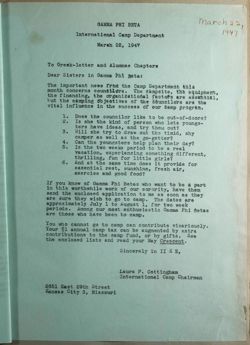 March 22, 1947
GAMMA PHI BETA
International Camp Department
March 22, 1947
To Greek-letter and Alumnae Chapters
Dear Sisters in Gamma Phi Beta:
The important news from the Camp Department this
month concerns councilors. The campsite, the equipment,
the financing, the organizational factors are essential,
but the camping objectives of the Councilors are the
vital influence in the success of our Camp program.
1. Does the councilor like to be out-of-doors?
2. Is she the kind of person who lets youngsters
have ideas, and try them out?
3. Will she try to draw out the timid, shy
camper as well as the go-getter?
4. Can the youngsters help plan their day?
5. Is the two weeks period to be a real
vacation, experiencing something different,
thrilling, fun for little girls?
6. And at the same time does it provide for
essential rest, sunshine, fresh air,
exercise and good food?
If you know of Gamma Phi Betas who want to be a part
in this worthwhile work of our sorority, have them
send the enclosed application to me as soon as they
are sure they wish to go to camp. The dates are
approximately July 1 to August 1, for two week
periods. Among our most enthusiastic Gamma Phi Betas
are those who have been to camp.
You who cannot go to camp can contribute vicariously.
Your $1 annual camp tax can be augmented by extra
contributions to the camp fund, or by gifts. See
the enclosed lists and read your May Crescent.
Sincerely in Π Κ Ε,
Laura F. Cottingham
International Camp Chairman
East 29th Street
Kansas City 3, Missouri